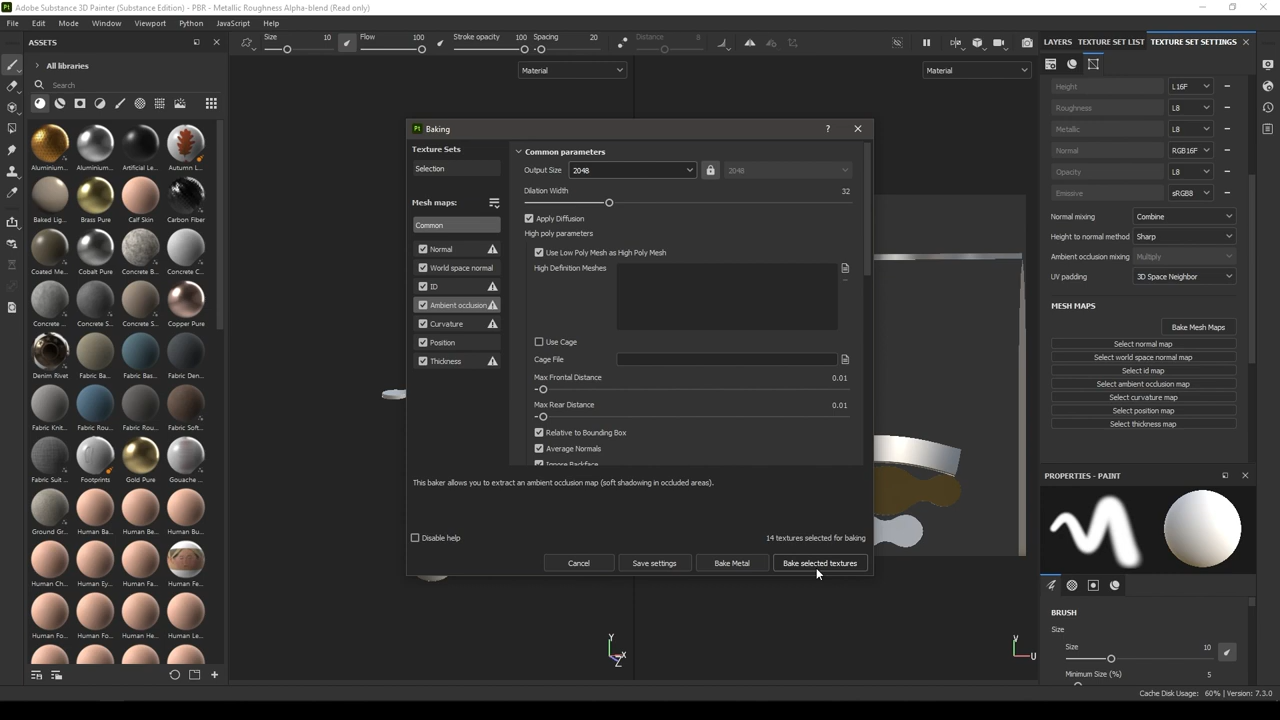 Adobe Substance 3D Painter (Substance Edition) - PBR - Metallic Roughness Alpha-blend (Read only)
File Edit Mode Window Viewport Python JavaScript Help
ASSETS
Size 10 Flow 100 Stroke opacity 100 Spacing 20 Distance 8
LAYERS TEXTURE SET LIST TEXTURE SET SETTINGS
All libraries
Search
Material
Material
Aluminium... Aluminium... Artificial Le... Autumn L...
Baked Lig... Brass Pure Calf Skin Carbon Fiber
Coated Me... Cobalt Pure Concrete B... Concrete C...
Concrete ... Concrete S... Concrete S... Copper Pure
Denim Rivet Fabric Ba... Fabric Bas... Fabric Den...
Fabric Knit... Fabric Rou... Fabric Rou... Fabric Soft...
Fabric Suit ... Footprints Gold Pure Gouache ...
Ground Gr... Human Ba... Human Be... Human Bu...
Human Ch... Human Ey... Human Fa... Human Fe...
Human Fo... Human Fo... Human He... Human Le...
Baking
?
Texture Sets
Selection
Mesh maps:
Common
Normal
World space normal
ID
Ambient occlusion
Curvature
Position
Thickness
Common parameters
Output Size 2048 2048
Dilation Width 32
Apply Diffusion
High poly parameters
Use Low Poly Mesh as High Poly Mesh
High Definition Meshes
Use Cage
Cage File
Max Frontal Distance 0.01
Max Rear Distance 0.01
Relative to Bounding Box
Average Normals
Ignore Backface
This baker allows you to extract an ambient occlusion map (soft shadowing in occluded areas).
Disable help
14 textures selected for baking
Cancel Save settings Bake Metal Bake selected textures
Y
X
Z
V
U
Height L16F
Roughness L8
Metallic L8
Normal RGB16F
Opacity L8
Emissive sRGB8
Normal mixing Combine
Height to normal method Sharp
Ambient occlusion mixing Multiply
UV padding 3D Space Neighbor
MESH MAPS
Bake Mesh Maps
Select normal map
Select world space normal map
Select id map
Select ambient occlusion map
Select curvature map
Select position map
Select thickness map
PROPERTIES - PAINT
BRUSH
Size
Size 10
Minimum Size (%) 5
Cache Disk Usage: 60% | Version: 7.3.0